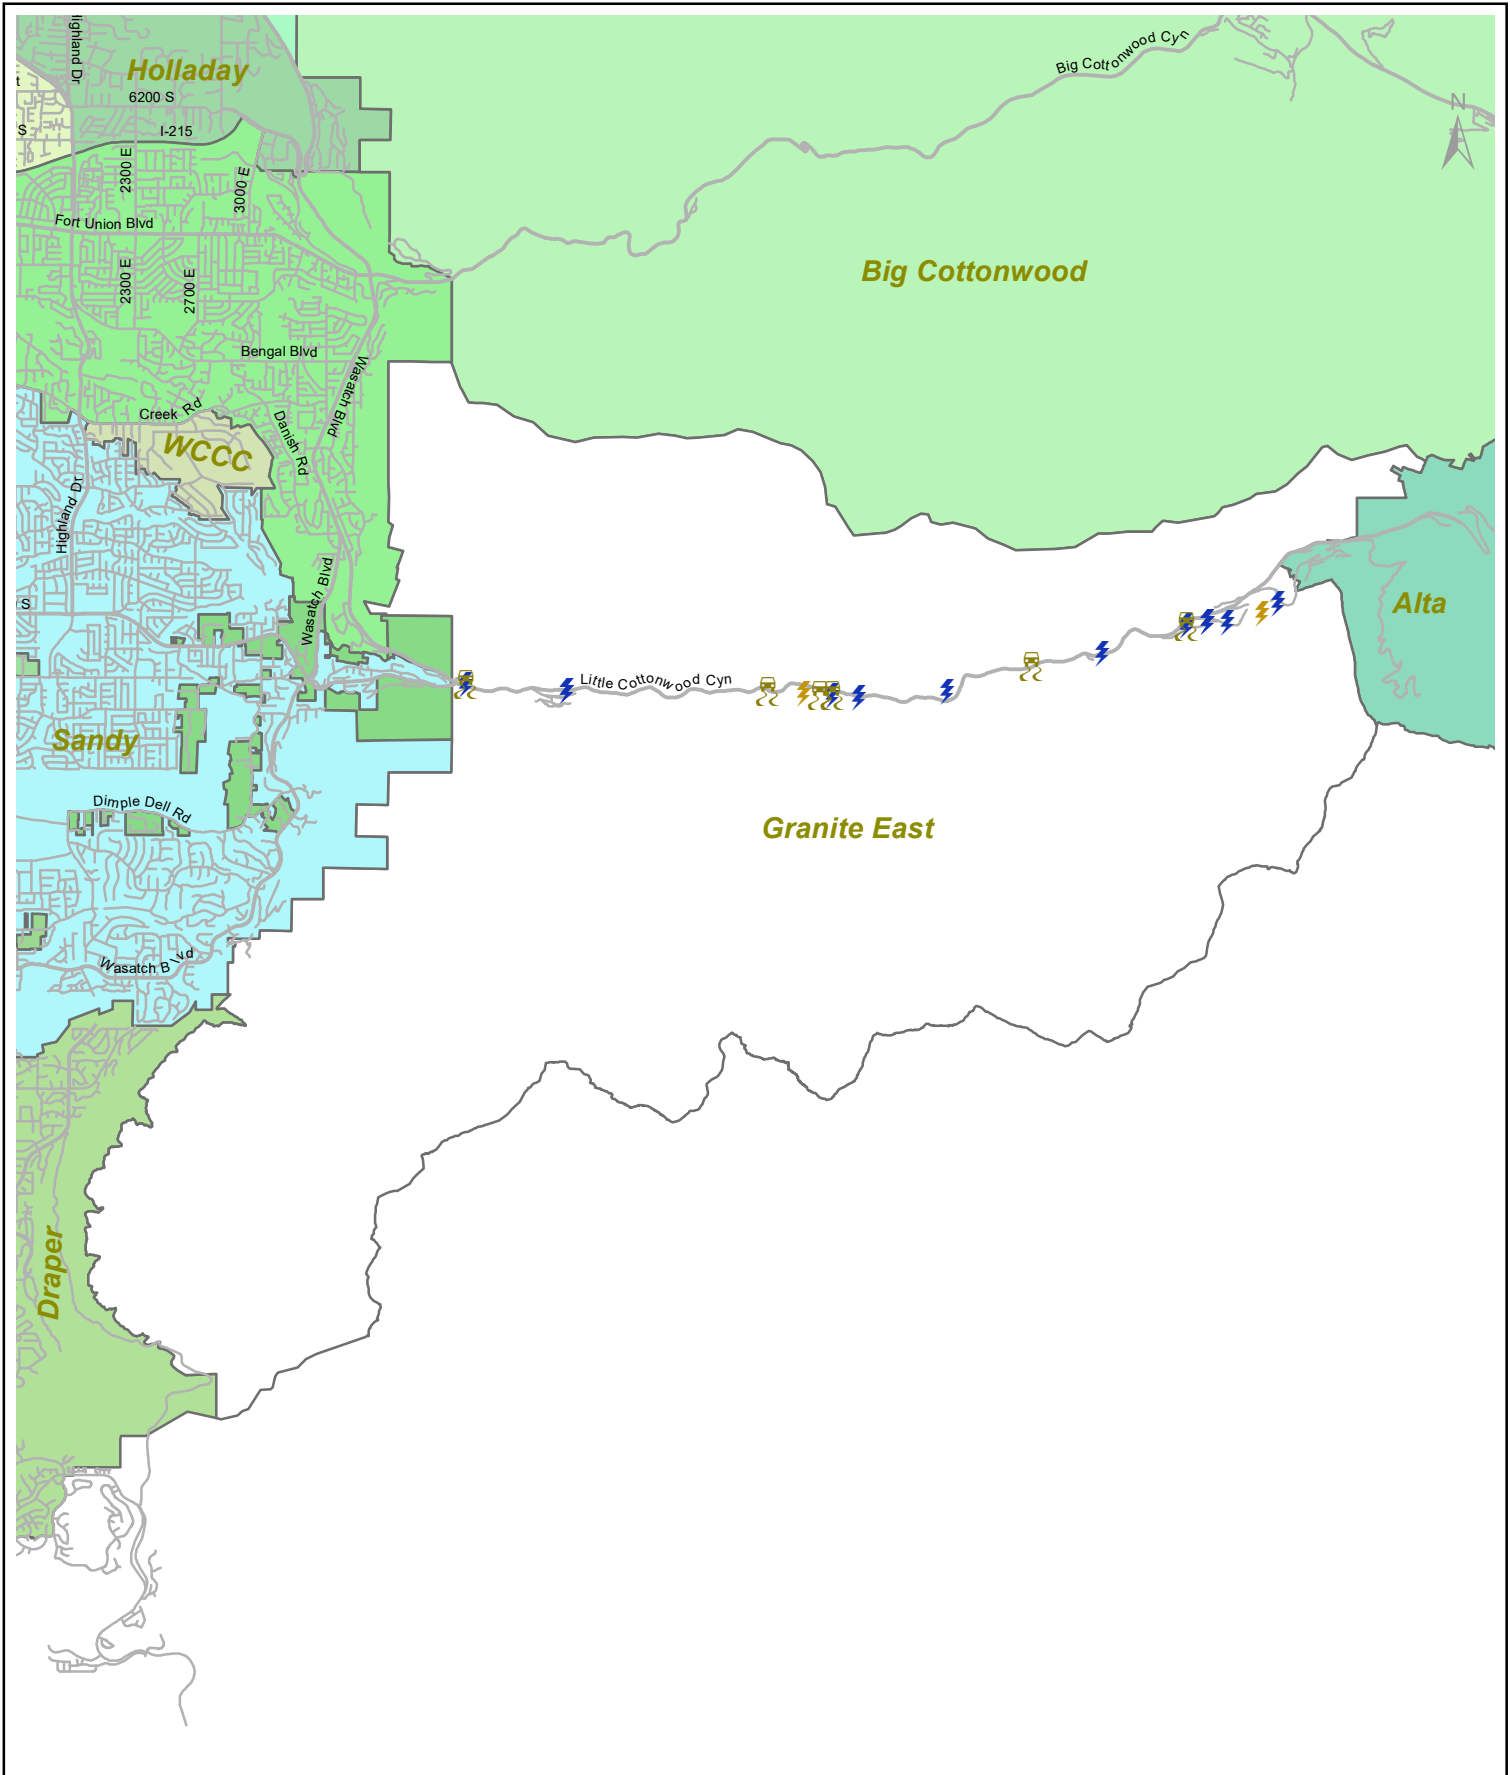 Highland Dr
Holladay
Big Cottonwood Cyn
t
6200 S
N
S
I-215
2300 E
3000 E
Fort Union Blvd
2300 E
2700 E
Big Cottonwood
Bengal Blvd
Wasatch Blvd
Creek Rd
Danish Rd
WCCC
Highland Dr
Wasatch Blvd
S
Alta
Little Cottonwood Cyn
Sandy
Dimple Dell Rd
Granite East
Wasatch Blvd
Draper